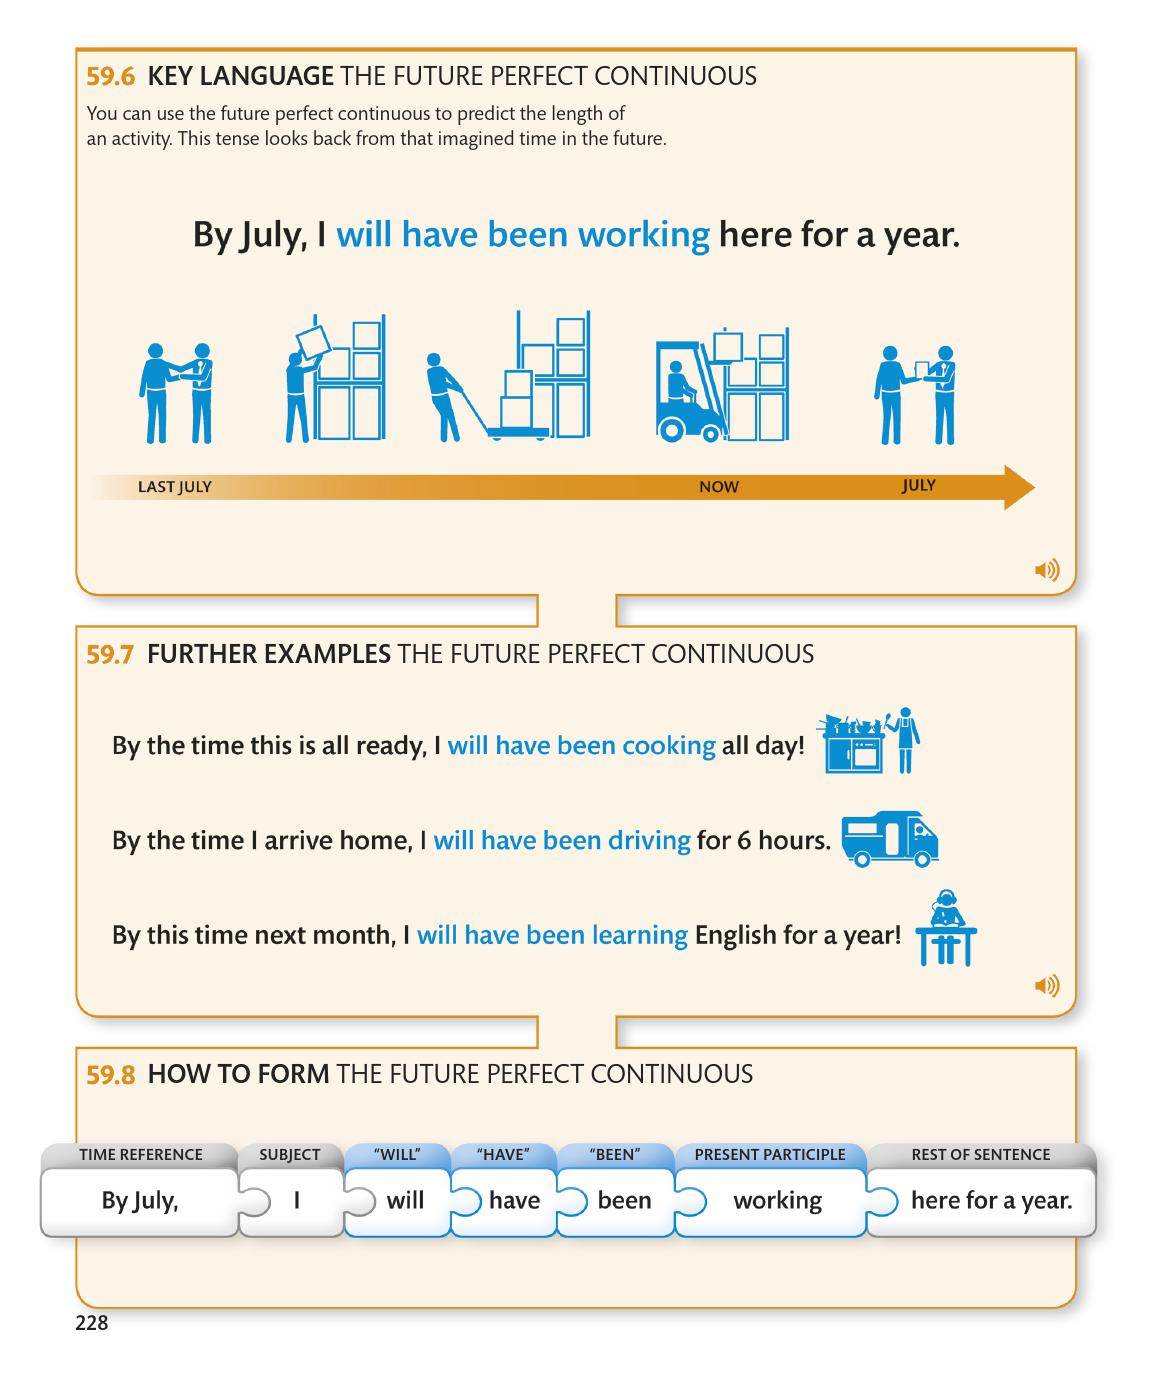 59.6 KEY LANGUAGE THE FUTURE PERFECT CONTINUOUS
You can use the future perfect continuous to predict the length of
an activity. This tense looks back from that imagined time in the future.
By July, I will have been working here for a year.
LAST JULY NOW JULY
59.7 FURTHER EXAMPLES THE FUTURE PERFECT CONTINUOUS
By the time this is all ready, I will have been cooking all day!
By the time I arrive home, I will have been driving for 6 hours.
By this time next month, I will have been learning English for a year!
59.8 HOW TO FORM THE FUTURE PERFECT CONTINUOUS
TIME REFERENCE SUBJECT “WILL” “HAVE” “BEEN” PRESENT PARTICIPLE REST OF SENTENCE
By July, I will have been working here for a year.
228